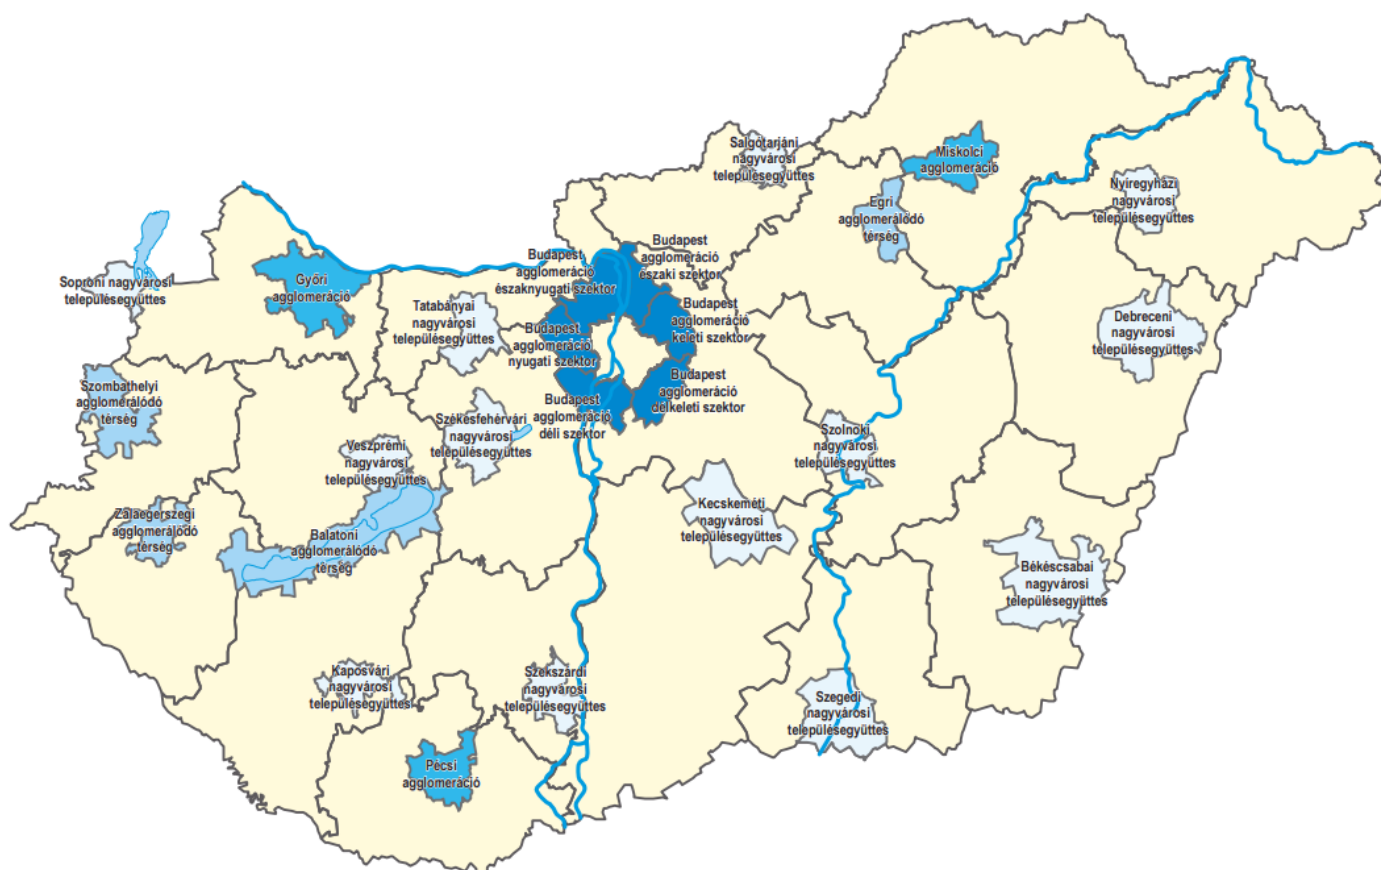 Salgótarjáni
nagyvárosi
településegyüttes
Miskolci
agglomeráció
Nyíregyházi
nagyvárosi
településegyüttes
Egri
agglomerálódó
térség
Budapest
agglomeráció
északi szektor
Budapest
agglomeráció
északnyugati szektor
Soproni nagyvárosi
településegyüttes
Győri
agglomeráció
Tatabányai
nagyvárosi
településegyüttes
Budapest
agglomeráció
keleti szektor
Debreceni
nagyvárosi
településegyüttes
Budapest
agglomeráció
nyugati szektor
Budapest
agglomeráció
délkeleti szektor
Szombathelyi
agglomerálódó
térség
Székesfehérvári
nagyvárosi
településegyüttes
Budapest
agglomeráció
déli szektor
Szolnoki
nagyvárosi
településegyüttes
Veszprémi
nagyvárosi
településegyüttes
Kecskeméti
nagyvárosi
településegyüttes
Zalaegerszegi
agglomerálódó
térség
Balatoni
agglomerálódó
térség
Békéscsabai
nagyvárosi
településegyüttes
Kaposvári
nagyvárosi
településegyüttes
Szekszárdi
nagyvárosi
településegyüttes
Szegedi
nagyvárosi
településegyüttes
Pécsi
agglomeráció